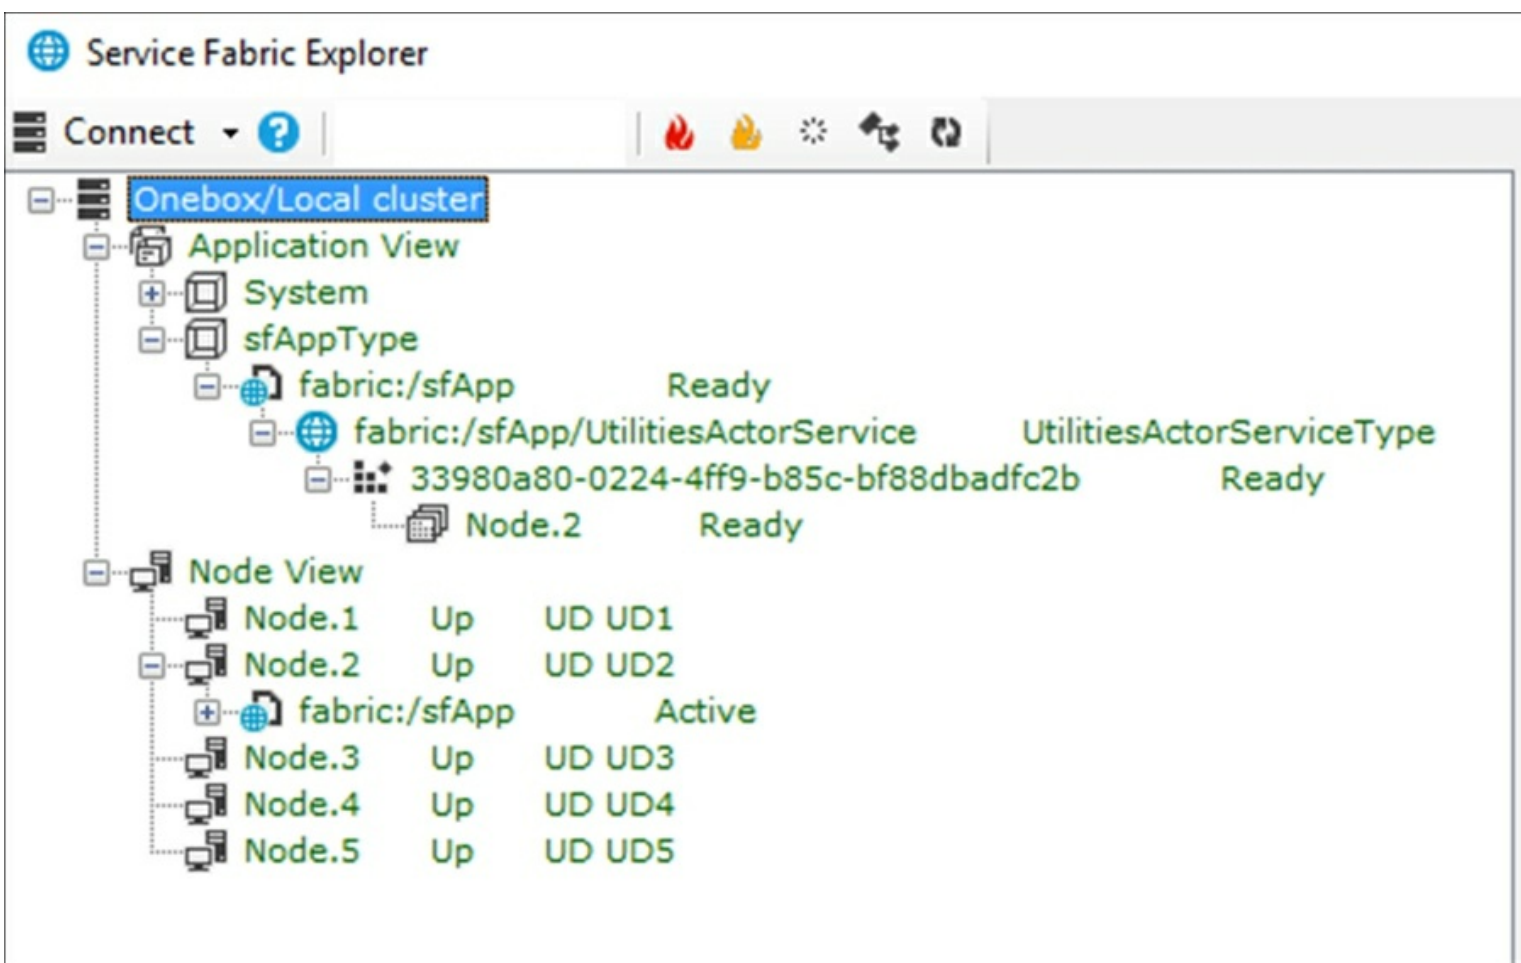 Service Fabric Explorer
Connect
Onebox/Local cluster
Application View
System
sfAppType
fabric:/sfApp Ready
fabric:/sfApp/UtilitiesActorService UtilitiesActorServiceType
33980a80-0224-4ff9-b85c-bf88dbadfc2b Ready
Node.2 Ready
Node View
Node.1 Up UD UD1
Node.2 Up UD UD2
fabric:/sfApp Active
Node.3 Up UD UD3
Node.4 Up UD UD4
Node.5 Up UD UD5